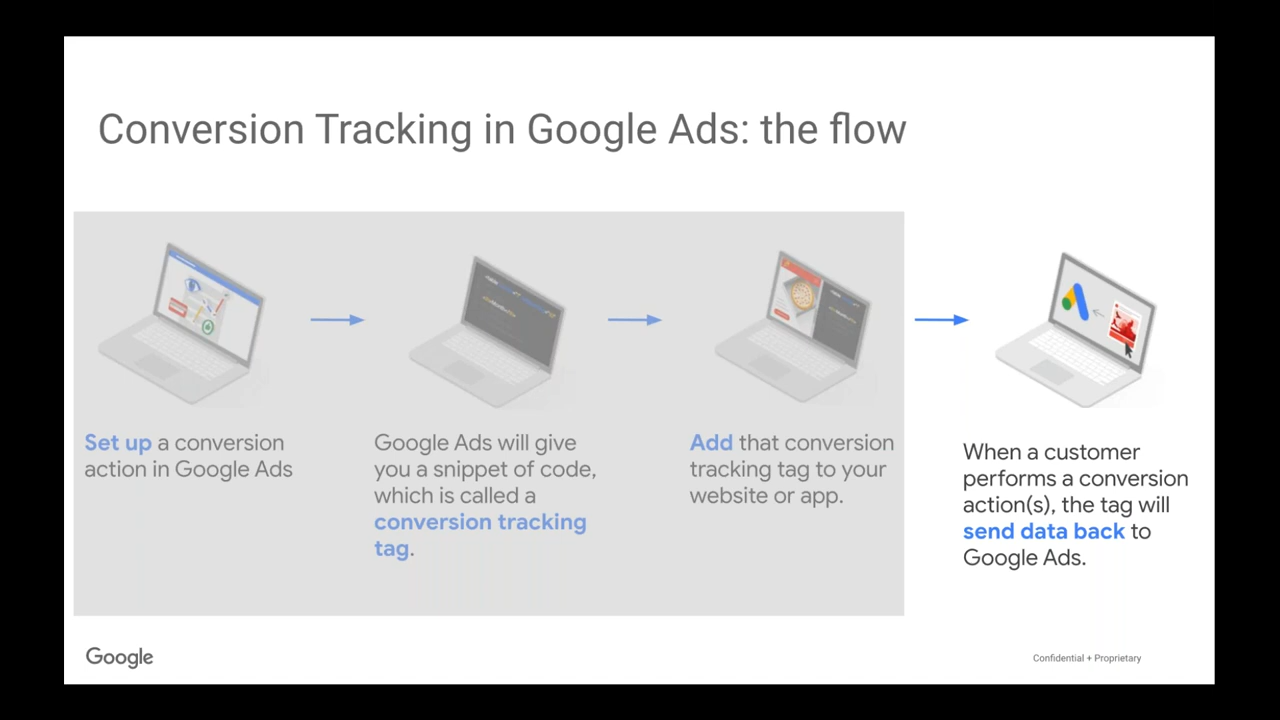 Conversion Tracking in Google Ads: the flow
Set up a conversion
action in Google Ads
Google Ads will give
you a snippet of code,
which is called a
conversion tracking
tag.
Add that conversion
tracking tag to your
website or app.
When a customer
performs a conversion
action(s), the tag will
send data back to
Google Ads.
Google
Confidential + Proprietary